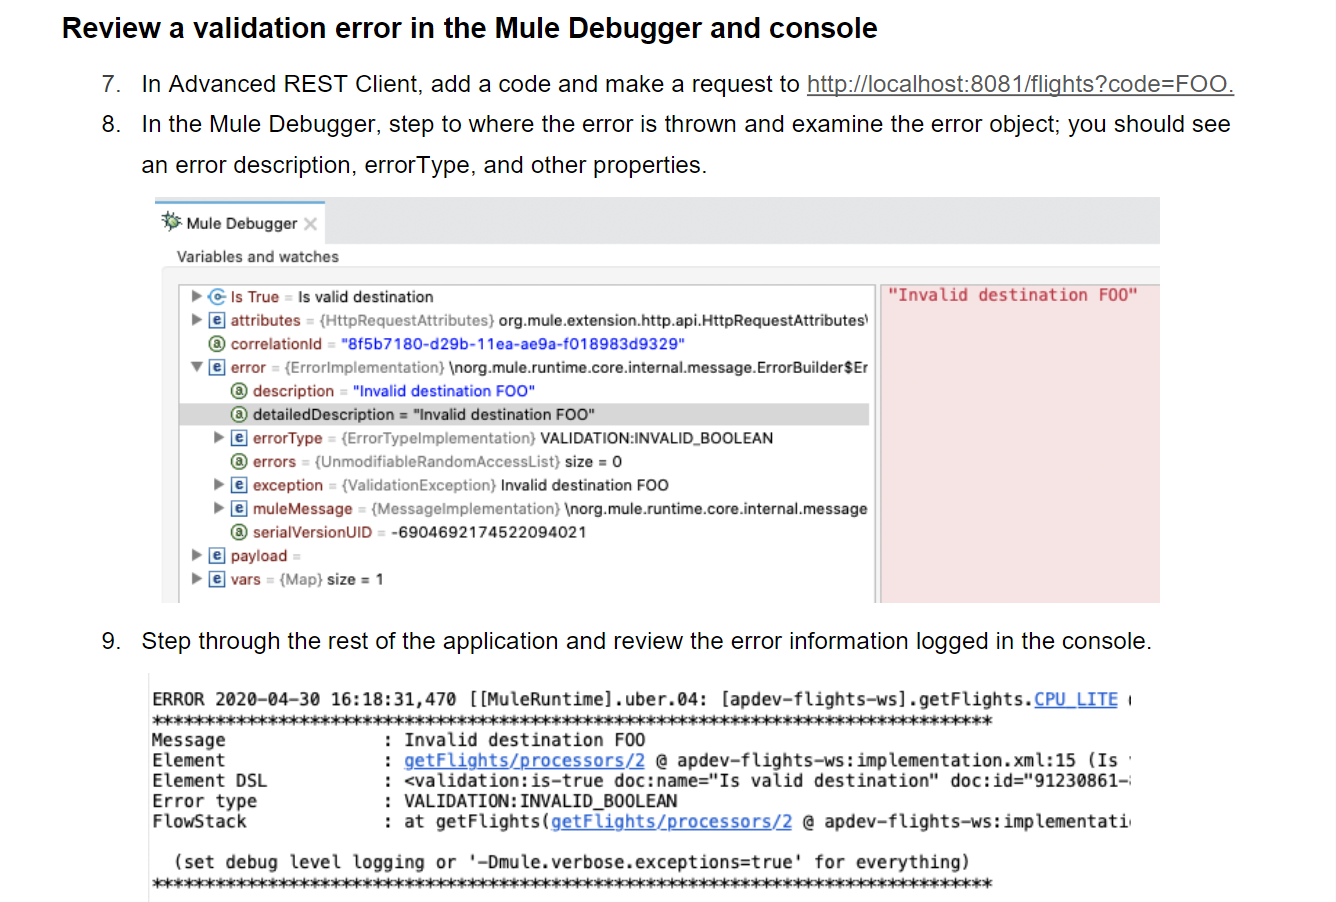 Review a validation error in the Mule Debugger and console
7. In Advanced REST Client, add a code and make a request to http://localhost:8081/flights?code=FOO.
8. In the Mule Debugger, step to where the error is thrown and examine the error object; you should see
an error description, errorType, and other properties.
Mule Debugger
Variables and watches
Is True = Is valid destination
"Invalid destination FOO"
attributes = {HttpRequestAttributes} org.mule.extension.http.api.HttpRequestAttributes\
correlationId = "8f5b7180-d29b-11ea-ae9a-f018983d9329"
error = {ErrorImplementation} \norg.mule.runtime.core.internal.message.ErrorBuilder$Er
description = "Invalid destination FOO"
detailedDescription = "Invalid destination FOO"
errorType = {ErrorTypeImplementation} VALIDATION:INVALID_BOOLEAN
errors = {UnmodifiableRandomAccessList} size = 0
exception = {ValidationException} Invalid destination FOO
muleMessage = {MessageImplementation} \norg.mule.runtime.core.internal.message
serialVersionUID = -6904692174522094021
payload =
vars = {Map} size = 1
9. Step through the rest of the application and review the error information logged in the console.
ERROR 2020-04-30 16:18:31,470 [[MuleRuntime].uber.04: [apdev-flights-ws].getFlights.CPU_LITE
********************************************************************************
Message : Invalid destination FOO
Element : getFlights/processors/2 @ apdev-flights-ws:implementation.xml:15 (Is
Element DSL : <validation:is-true doc:name="Is valid destination" doc:id="91230861-
Error type : VALIDATION:INVALID_BOOLEAN
FlowStack : at getFlights(getFlights/processors/2 @ apdev-flights-ws:implementati
(set debug level logging or '-Dmule.verbose.exceptions=true' for everything)
********************************************************************************